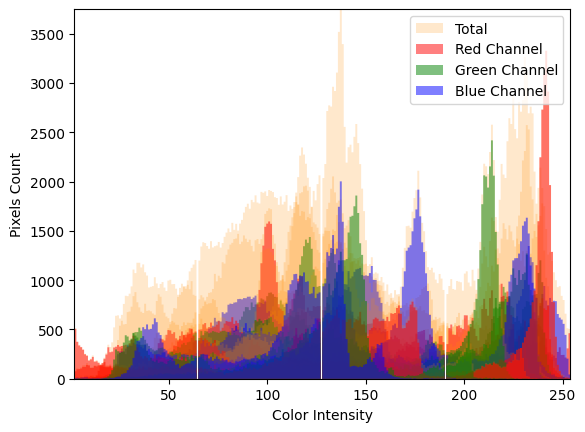 Total
Red Channel
Green Channel
Blue Channel
Pixels Count
3500
3000
2500
2000
1500
1000
500
0
50
100
150
200
250
Color Intensity